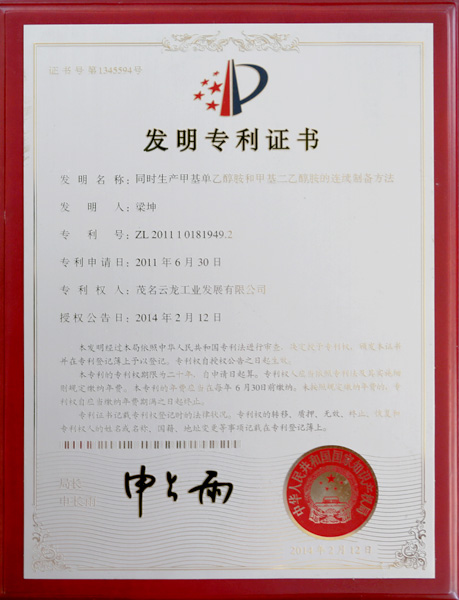 证书号第1345594号
发明专利证书
发明名称:同时生产甲基单乙醇胺和甲基二乙醇胺的连续制备方法
发明人:梁坤
专利号:ZL 2011 1 0181949.2
专利申请日:2011年6月30日
专利权人:茂名云龙工业发展有限公司
授权公告日:2014年2月12日
本发明经过本局依照中华人民共和国专利法进行审查,决定授予专利权,颁发本证书
并在专利登记簿上予以登记。专利权自授权公告之日起生效。
本专利的专利权期限为二十年,自申请日起算。专利权人应当依照专利法及其实施细
则规定缴纳年费。本专利的年费应当在每年6月30日前缴纳。未按照规定缴纳年费的,专
利权自应当缴纳年费期满之日起终止。
专利证书记载专利权登记时的法律状况。专利权的转移、质押、无效、终止、恢复和
专利权人的姓名或名称、国籍、地址变更等事项记载在专利登记簿上。
局长
申长雨
申长雨
中华人民共和国国家知识产权局
2014年2月12日